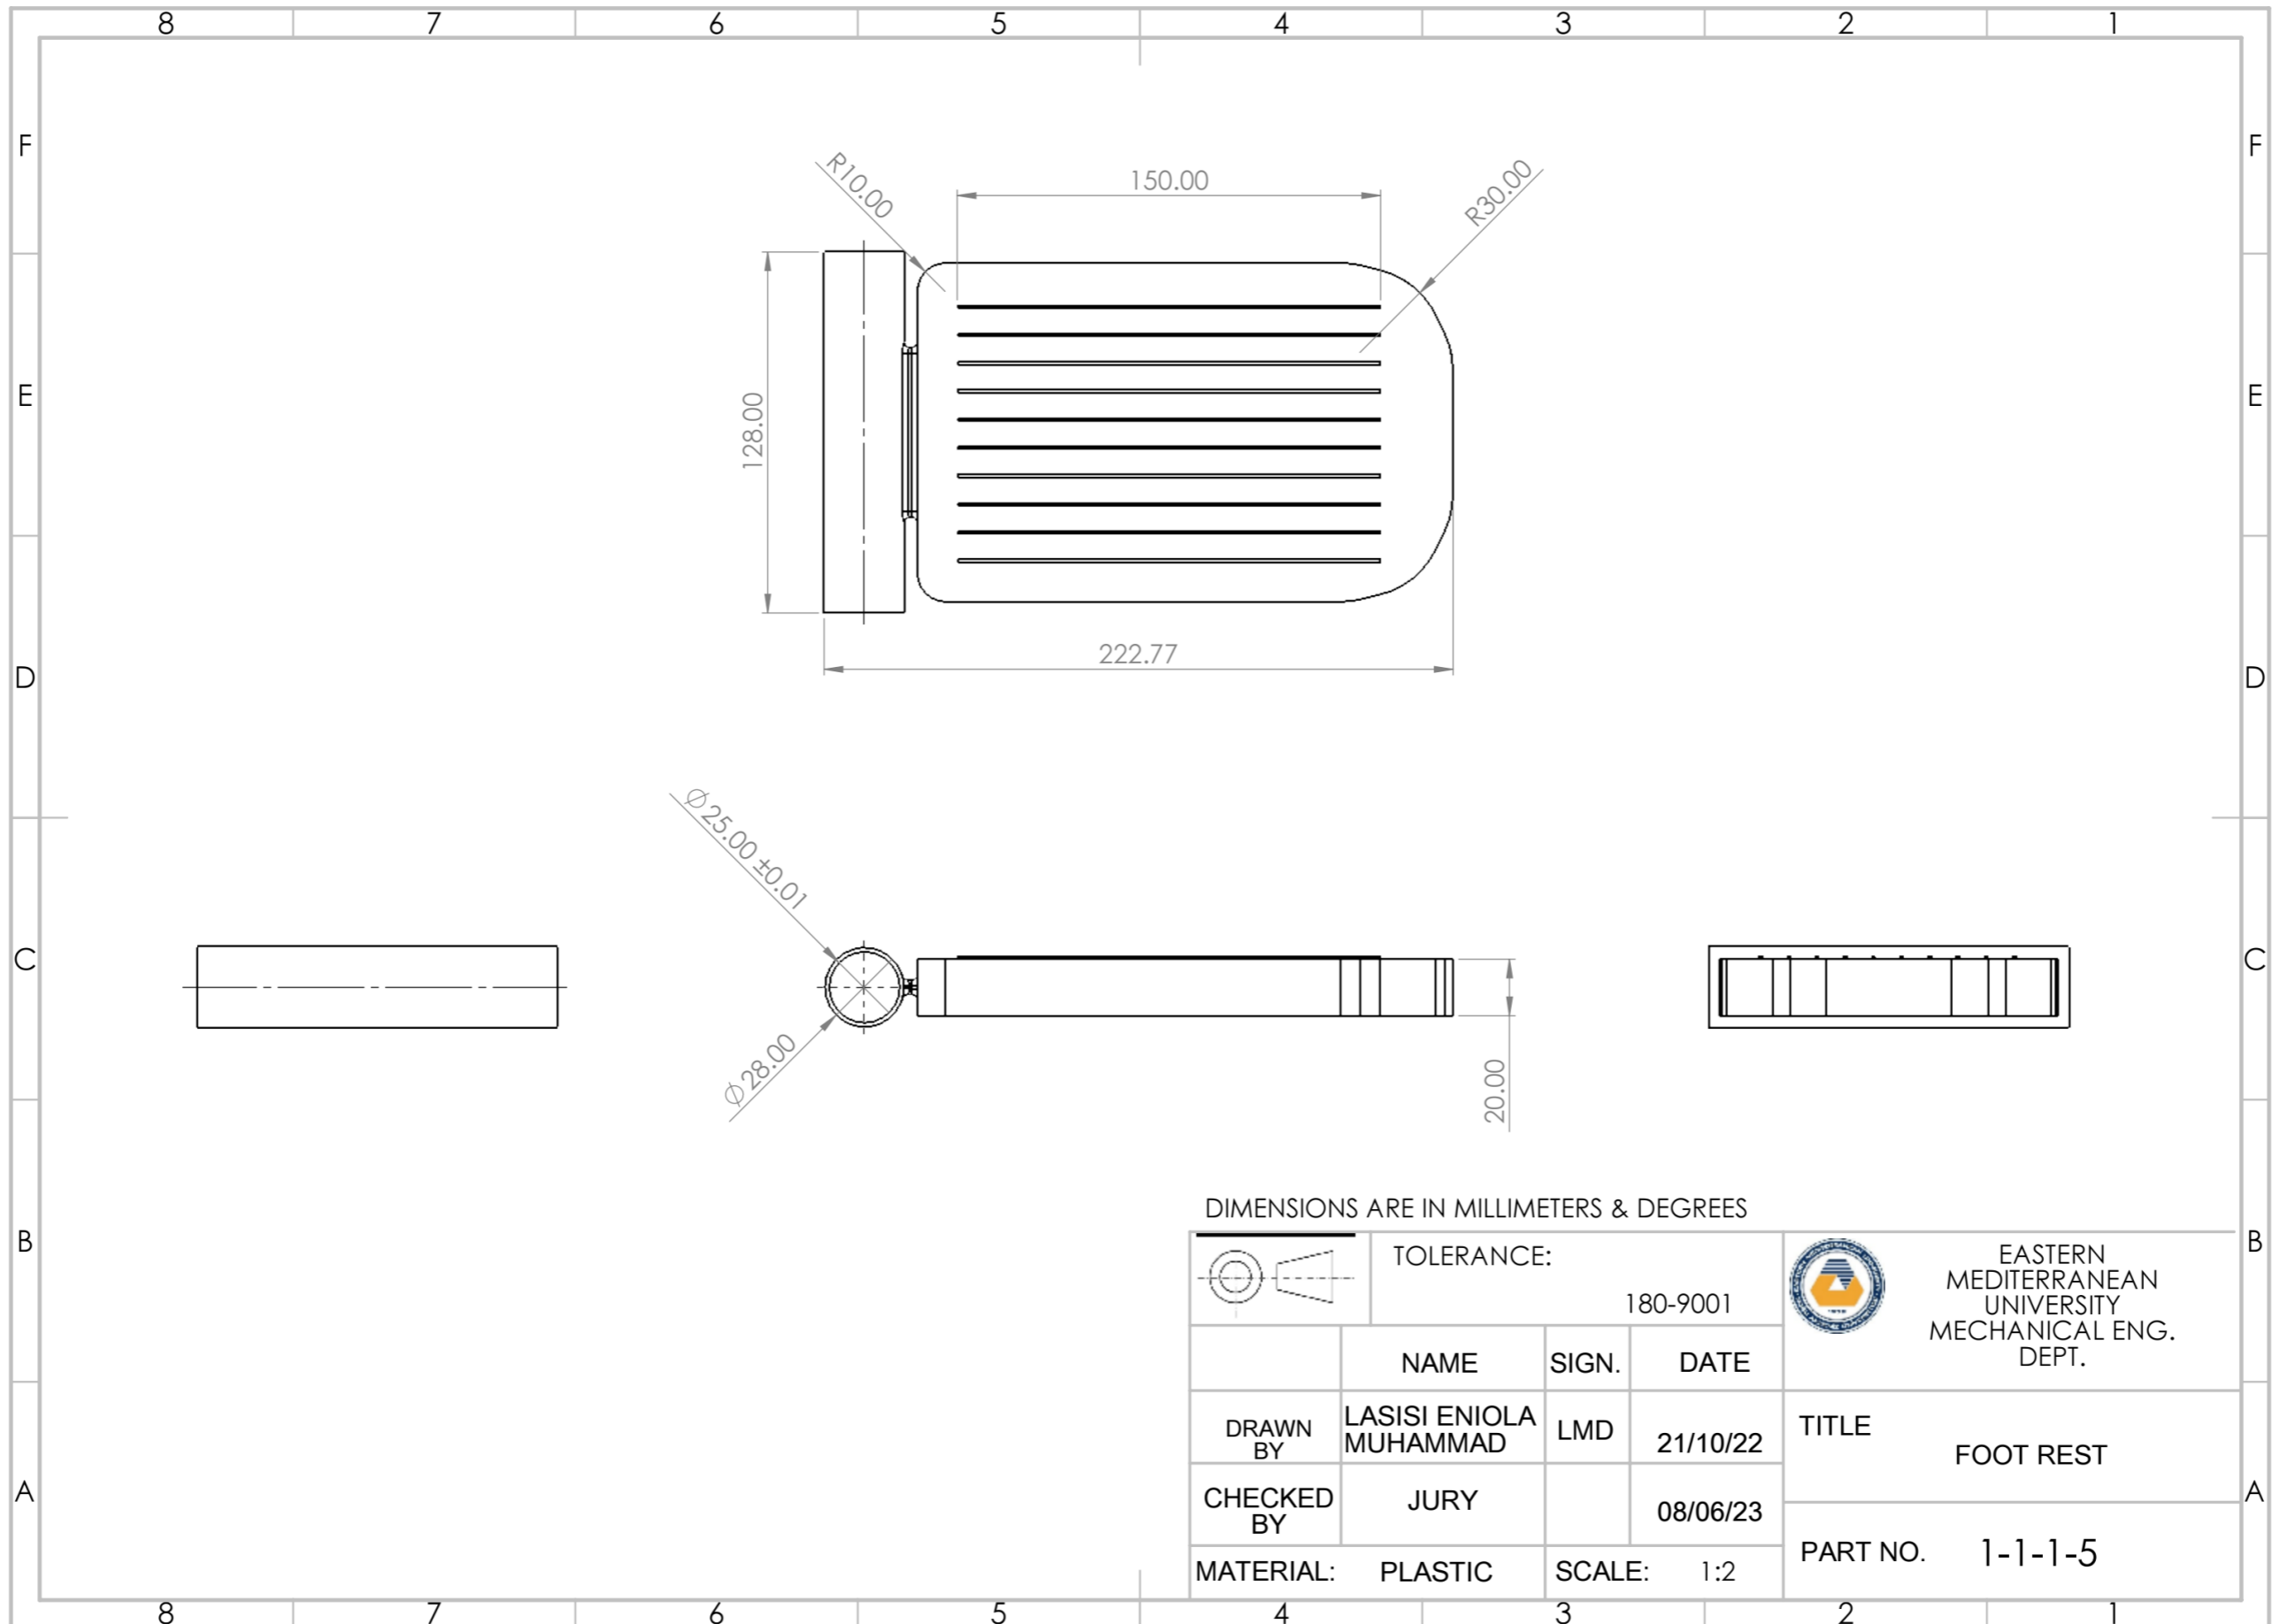 8 7 6 5 4 3 2 1
F F
R10.00
150.00
R30.00
E E
128.00
D D
222.77
Ø25.00 ±0.01
C C
Ø28.00
20.00
DIMENSIONS ARE IN MILLIMETERS & DEGREES
B B
TOLERANCE:
180-9001
EASTERN
MEDITERRANEAN
UNIVERSITY
MECHANICAL ENG.
DEPT.
NAME SIGN. DATE
DRAWN
BY
LASISI ENIOLA
MUHAMMAD
LMD
21/10/22
TITLE
FOOT REST
A A
CHECKED
BY
JURY
08/06/23
PART NO. 1-1-1-5
MATERIAL: PLASTIC SCALE: 1:2
8 7 6 5 4 3 2 1